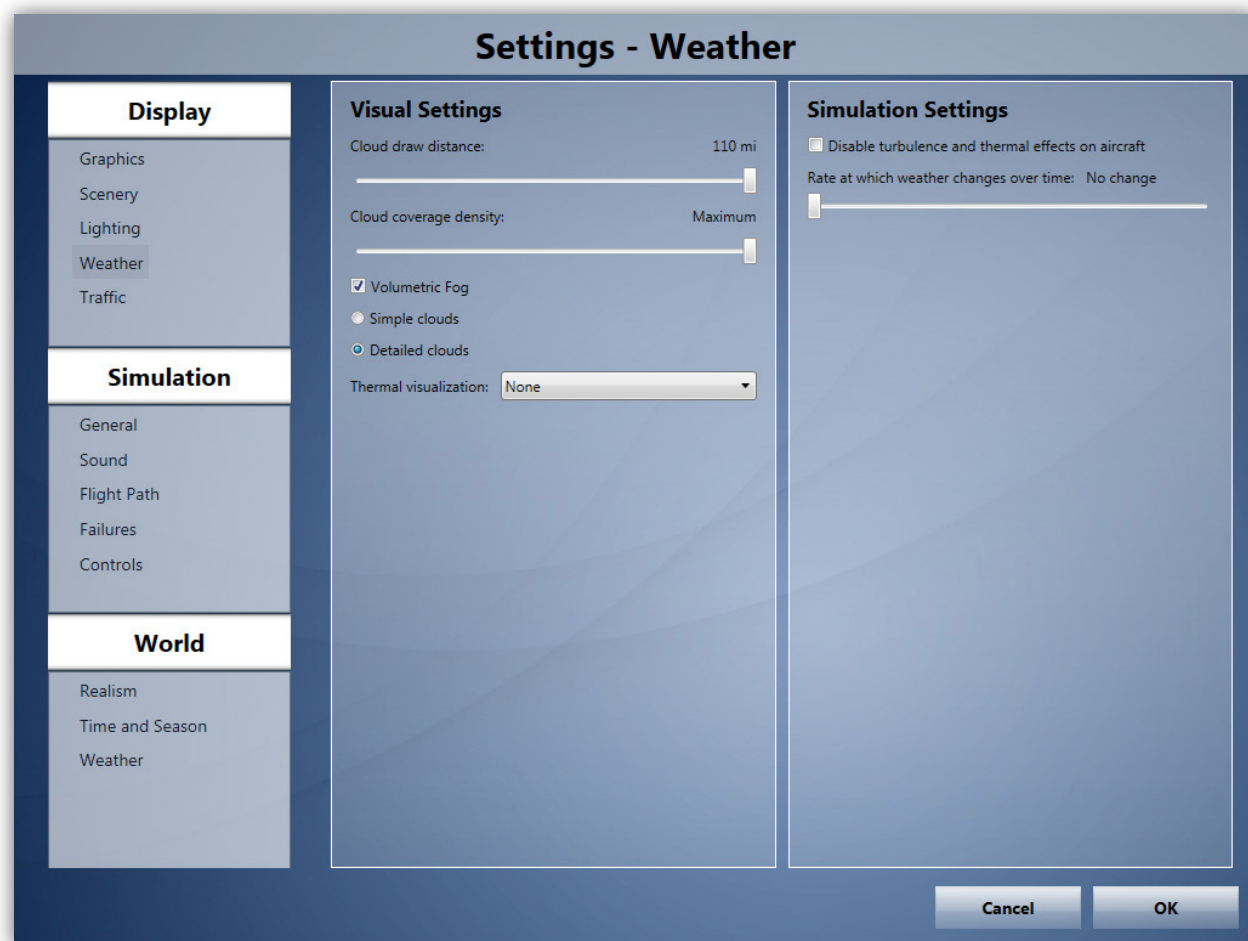 Settings - Weather
Display
Graphics
Scenery
Lighting
Weather
Traffic
Simulation
General
Sound
Flight Path
Failures
Controls
World
Realism
Time and Season
Weather
Visual Settings
Cloud draw distance: 110 mi
Cloud coverage density: Maximum
Volumetric Fog
Simple clouds
Detailed clouds
Thermal visualization: None
Simulation Settings
Disable turbulence and thermal effects on aircraft
Rate at which weather changes over time: No change
Cancel OK